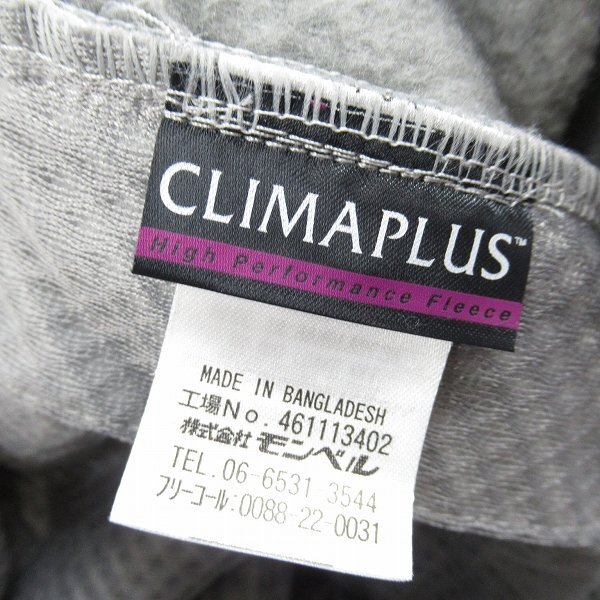 CLIMAPLUS™
High Performance Fleece
MADE IN BANGLADESH
工場No. 461113402
株式会社モンベル
TEL. 06-6531-3544
フリーコール: 0088-22-0031